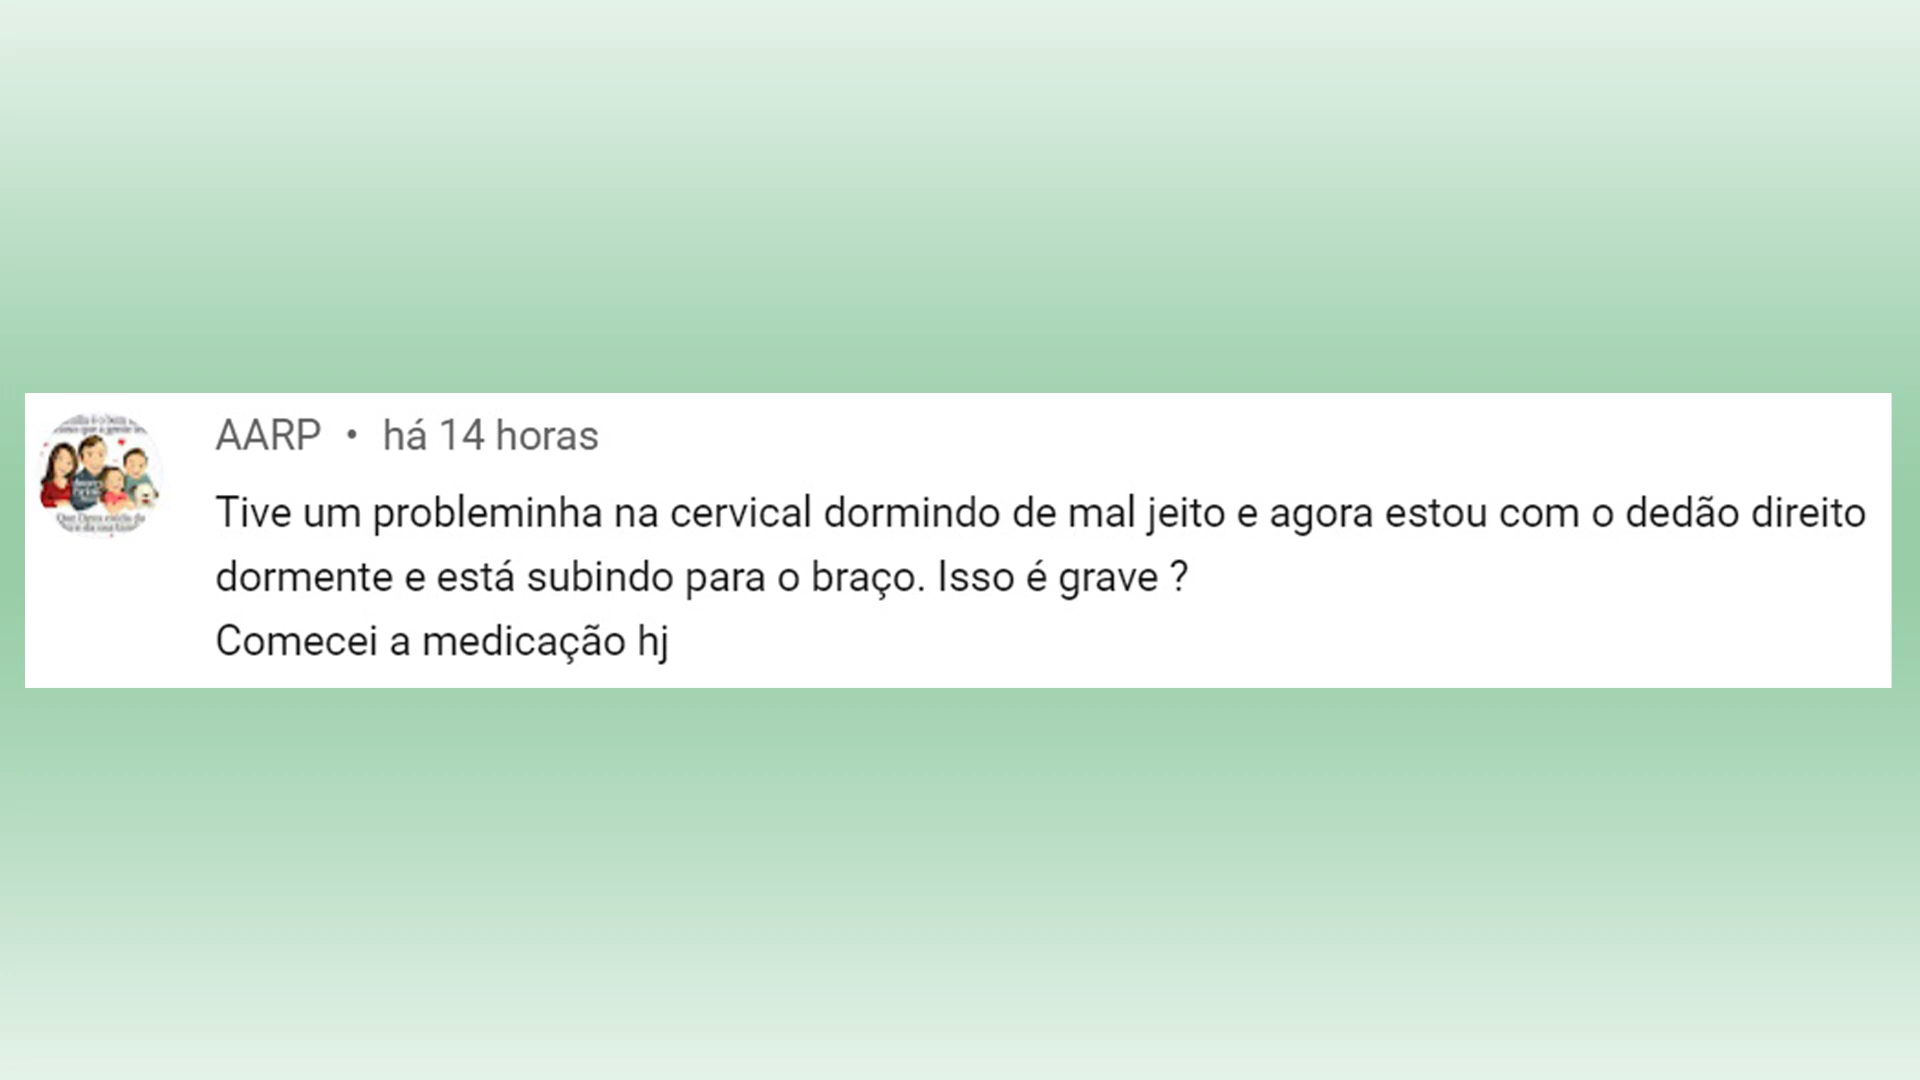 AARP • há 14 horas
Tive um probleminha na cervical dormindo de mal jeito e agora estou com o dedão direito
dormente e está subindo para o braço. Isso é grave ?
Comecei a medicação hj